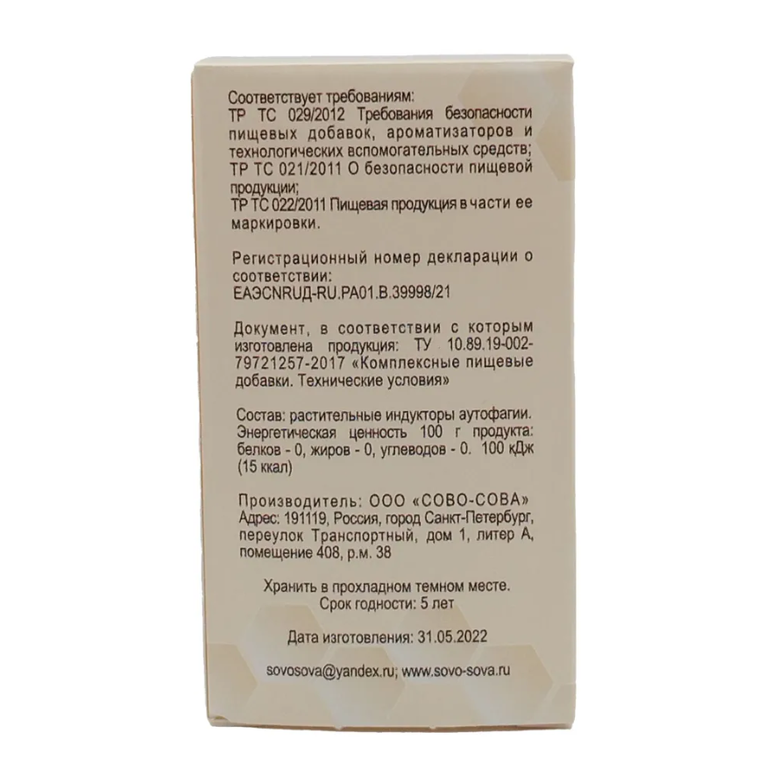 Соответствует требованиям:
ТР ТС 029/2012 Требования безопасности
пищевых добавок, ароматизаторов и
технологических вспомогательных средств;
ТР ТС 021/2011 О безопасности пищевой
продукции;
ТР ТС 022/2011 Пищевая продукция в части ее
маркировки.
Регистрационный номер декларации о
соответствии:
ЕАЭСNRUД-RU.РА01.В.39998/21
Документ, в соответствии с которым
изготовлена продукция: ТУ 10.89.19-002-
79721257-2017 «Комплексные пищевые
добавки. Технические условия»
Состав: растительные индукторы аутофагии.
Энергетическая ценность 100 г продукта:
белков - 0, жиров - 0, углеводов - 0. 100 кДж
(15 ккал)
Производитель: ООО «СОВО-СОВА»
Адрес: 191119, Россия, город Санкт-Петербург,
переулок Транспортный, дом 1, литер А,
помещение 408, р.м. 38
Хранить в прохладном темном месте.
Срок годности: 5 лет
Дата изготовления: 31.05.2022
sovosova@yandex.ru; www.sovo-sova.ru